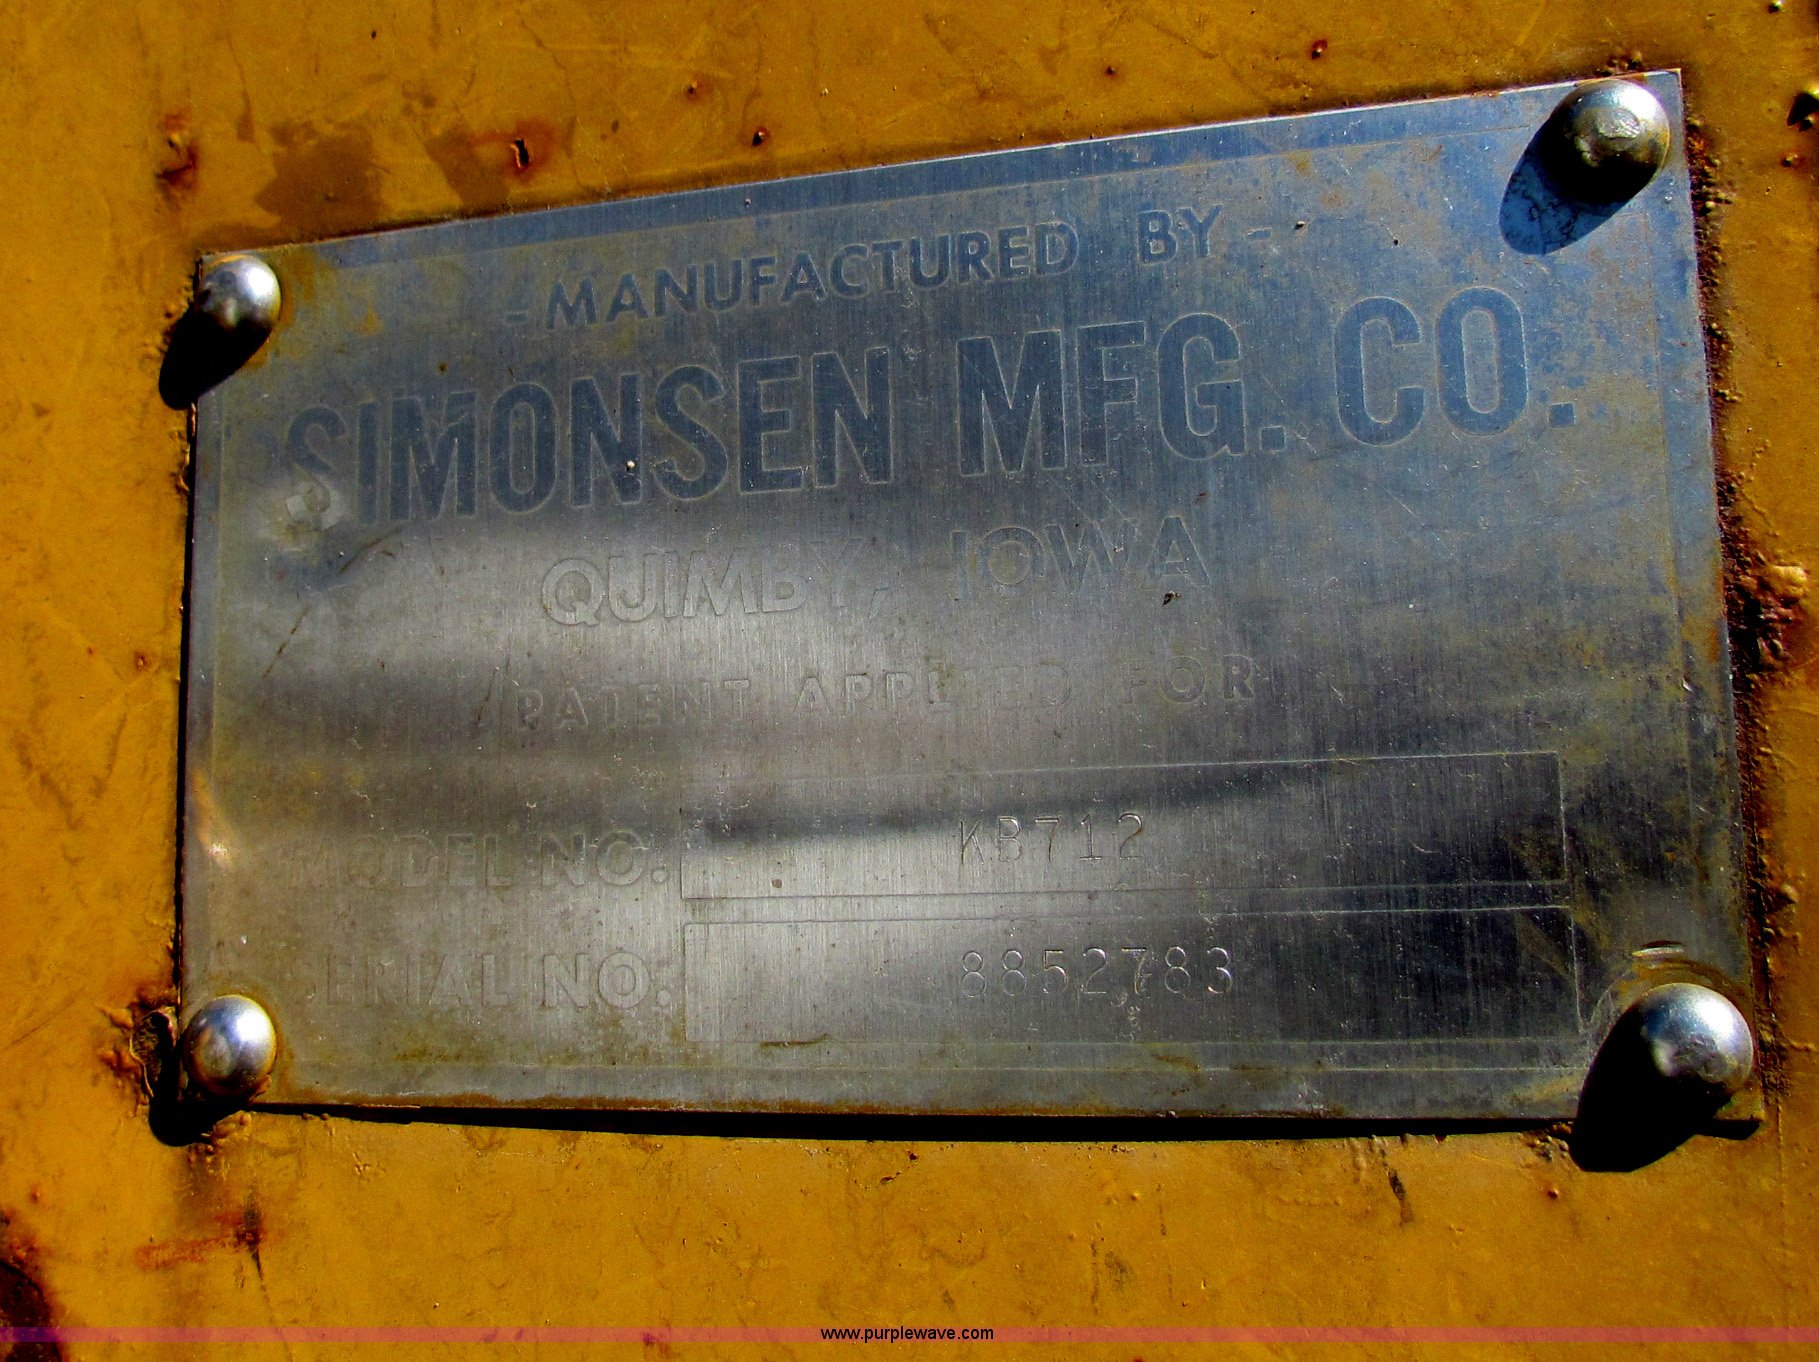 - MANUFACTURED BY -
SIMONSEN MFG. CO.
QUIMBY, IOWA
PATENT APPLIED FOR
MODEL NO. KB712
SERIAL NO. 8852783
www.purplewave.com